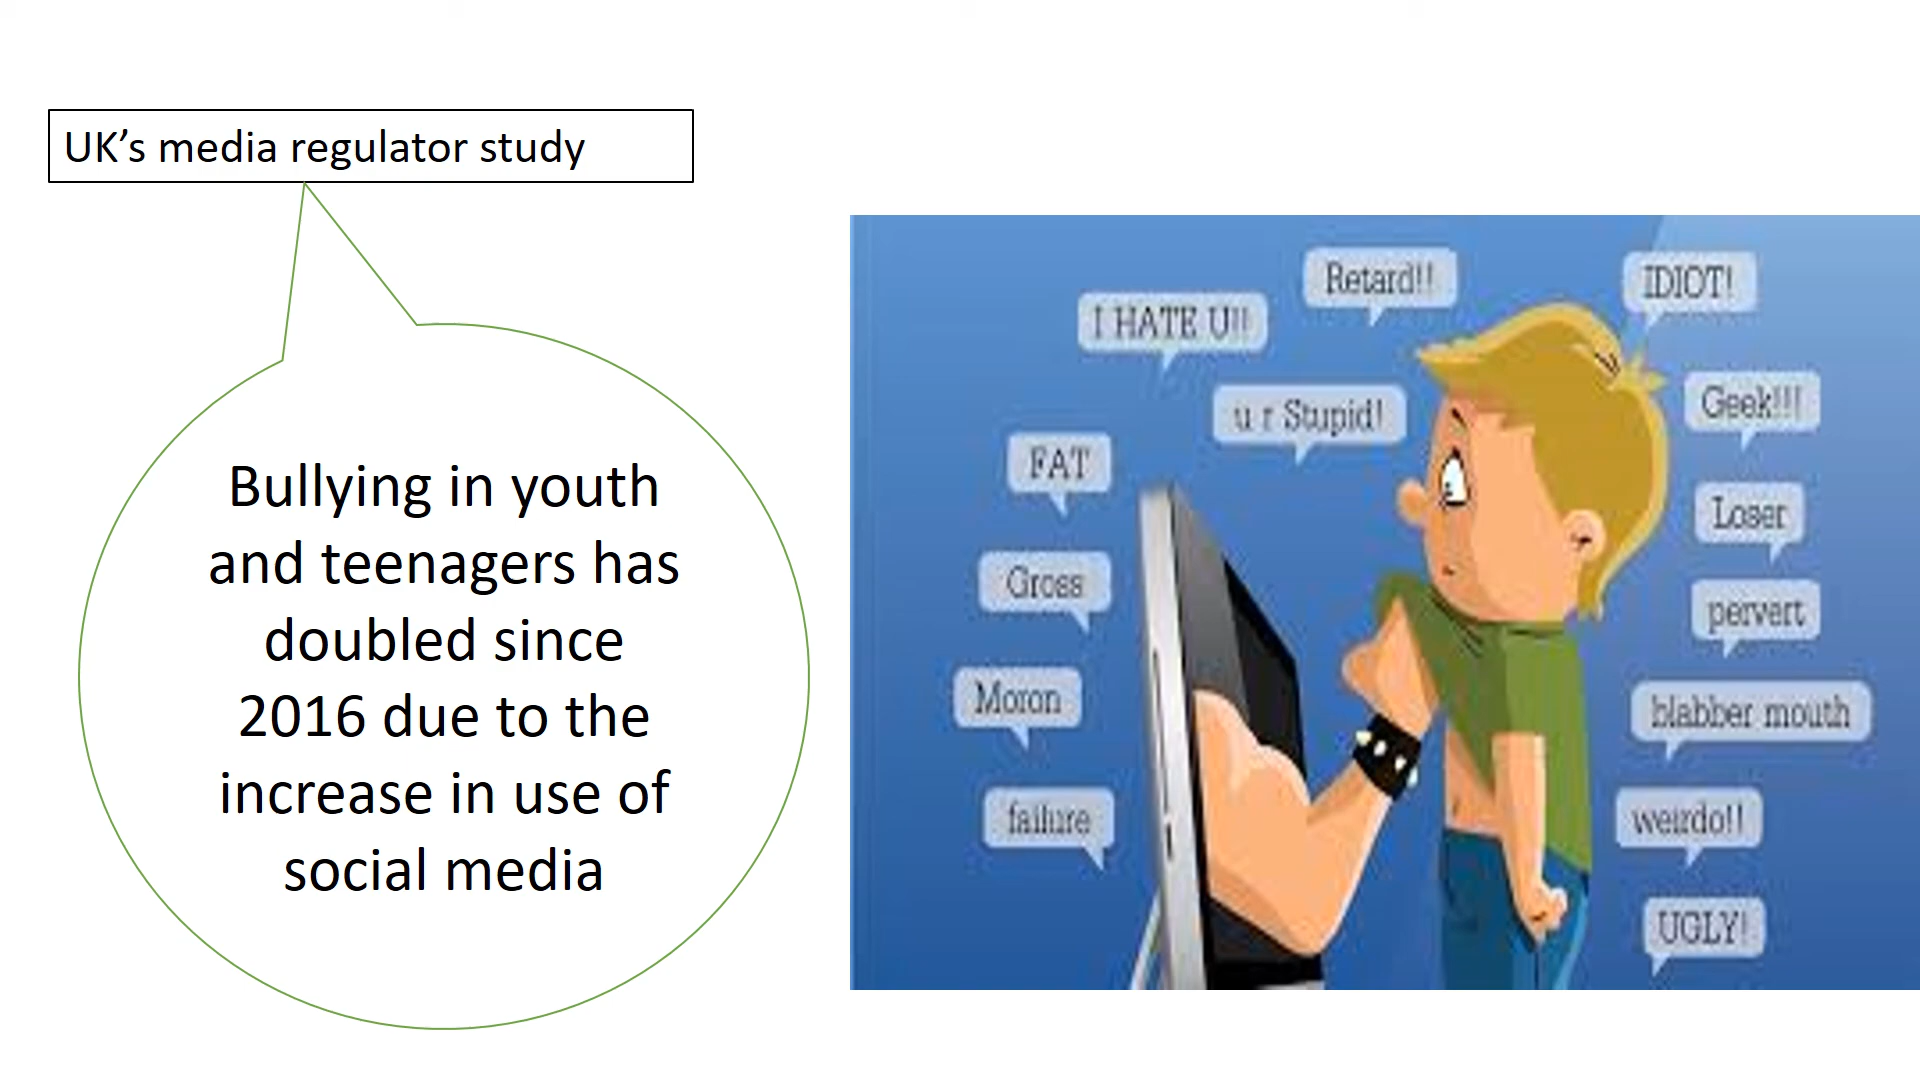 UK’s media regulator study
Bullying in youth
and teenagers has
doubled since
2016 due to the
increase in use of
social media
Retard!!
IDIOT!
I HATE U!!
Geek!!!
u r Stupid!
FAT
Loser
Gross
pervert
Moron
blabber mouth
failure
weirdo!!
UGLY!